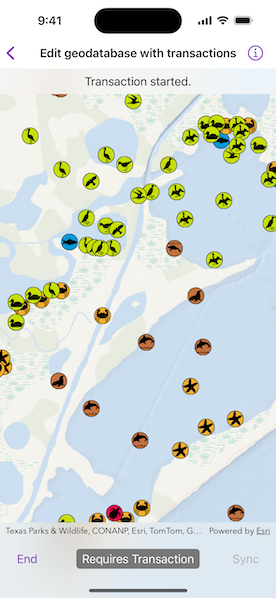 9:41
Edit geodatabase with transactions
Transaction started.
Texas Parks & Wildlife, CONANP, Esri, TomTom, G... Powered by Esri
End Requires Transaction Sync